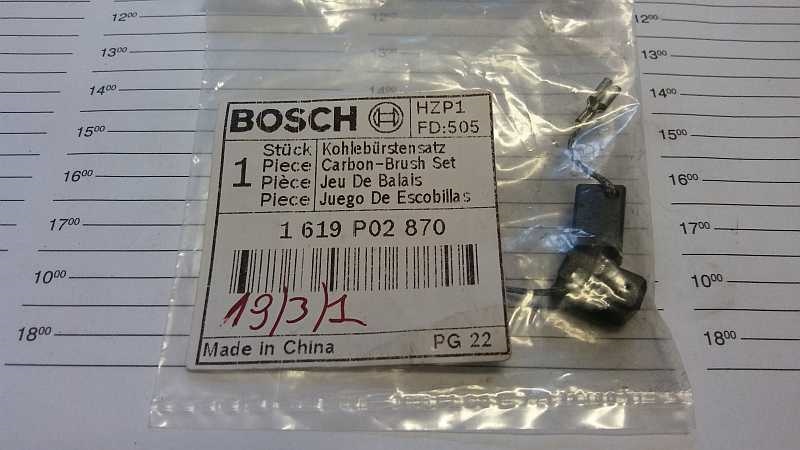 12⁰⁰
13⁰⁰
14⁰⁰
15⁰⁰
16⁰⁰
17⁰⁰
10⁰⁰
18⁰⁰
BOSCH
HZP1
FD:505
1
Stück Kohlebürstensatz
Piece Carbon-Brush Set
Pièce Jeu De Balais
Piece Juego De Escobillas
1 619 P02 870
19/3/1
Made in China
PG 22
12⁰⁰
13⁰⁰
14⁰⁰
15⁰⁰
16⁰⁰
17⁰⁰
10⁰⁰
18⁰⁰